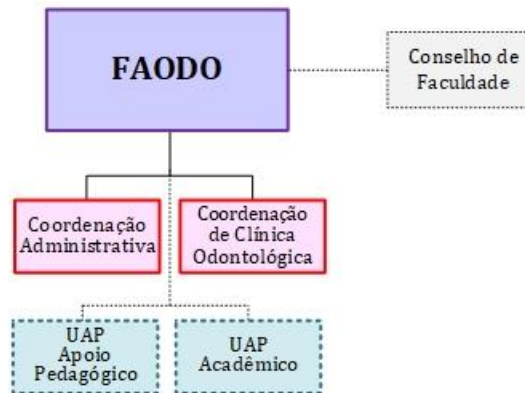 FAODO
Conselho de
Faculdade
Coordenação
Administrativa
Coordenação
de Clínica
Odontológica
UAP
Apoio
Pedagógico
UAP
Acadêmico